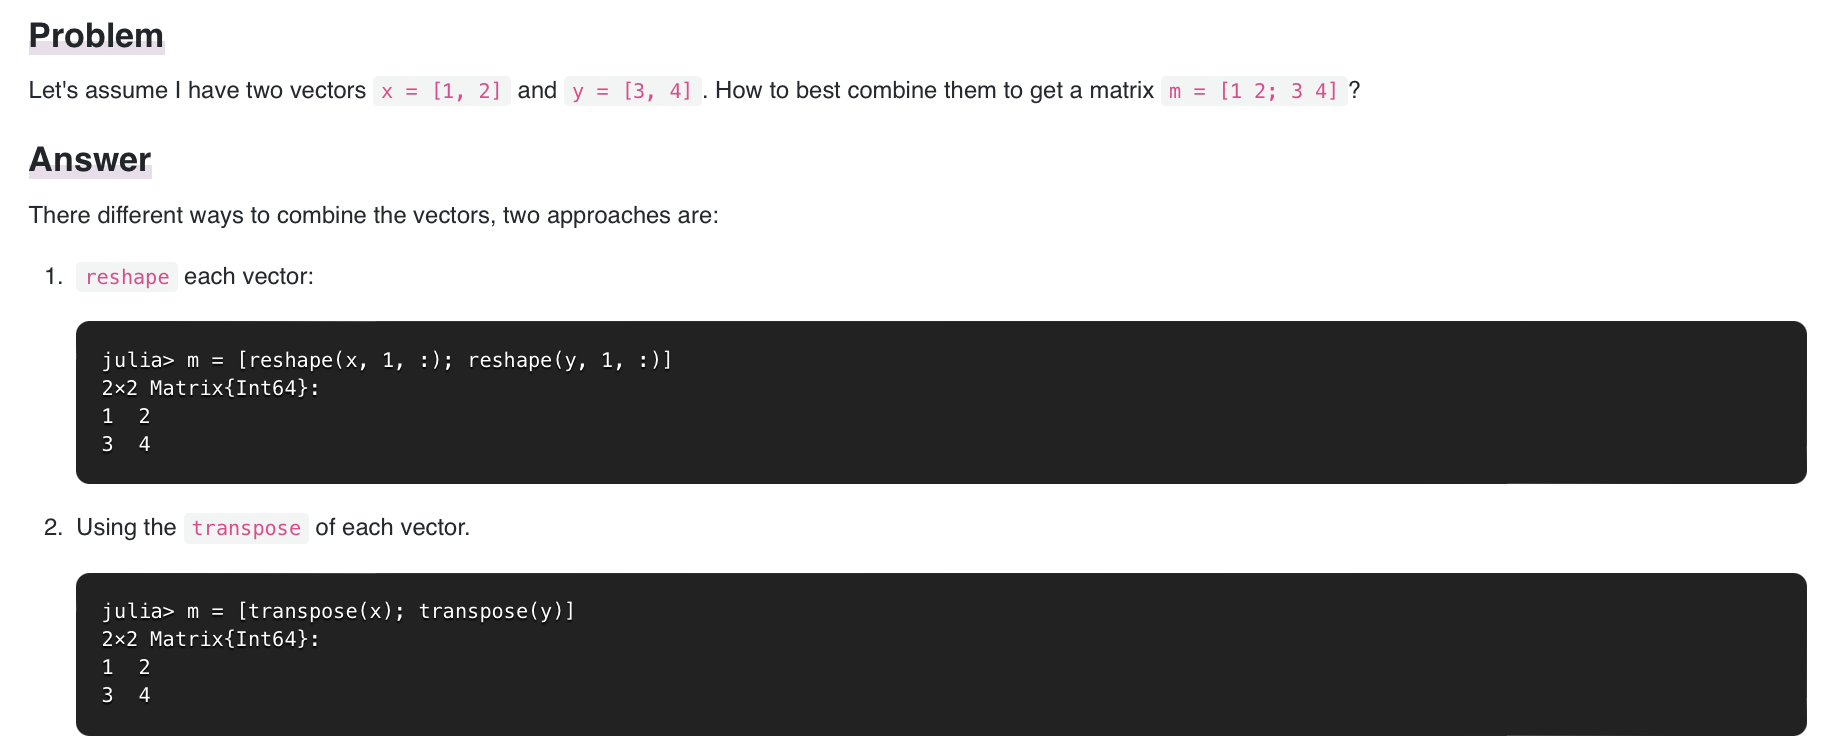 Problem
Let's assume I have two vectors x = [1, 2] and y = [3, 4] . How to best combine them to get a matrix m = [1 2; 3 4] ?
Answer
There different ways to combine the vectors, two approaches are:
1. reshape each vector:
julia> m = [reshape(x, 1, :); reshape(y, 1, :)]
2×2 Matrix{Int64}:
1  2
3  4
2. Using the transpose of each vector.
julia> m = [transpose(x); transpose(y)]
2×2 Matrix{Int64}:
1  2
3  4